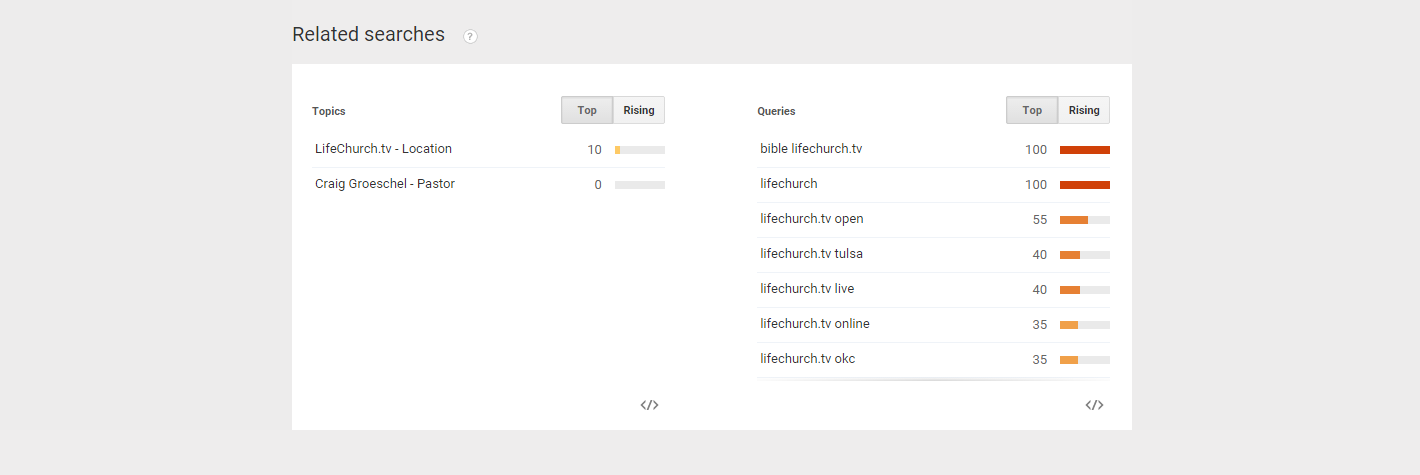 Related searches ?
Topics Top Rising
LifeChurch.tv - Location 10
Craig Groeschel - Pastor 0
</>
Queries Top Rising
bible lifechurch.tv 100
lifechurch 100
lifechurch.tv open 55
lifechurch.tv tulsa 40
lifechurch.tv live 40
lifechurch.tv online 35
lifechurch.tv okc 35
</>